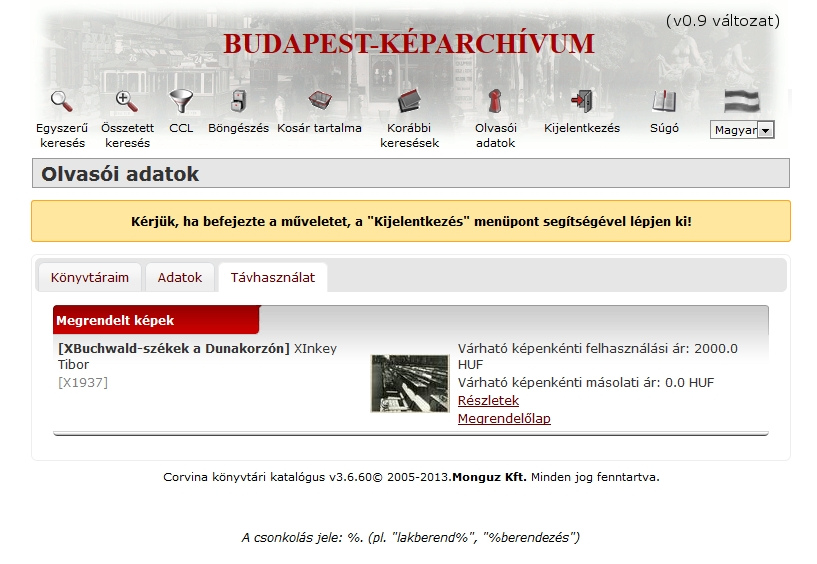 (v0.9 változat)
BUDAPEST-KÉPARCHÍVUM
Egyszerű keresés
Összetett keresés
CCL
Böngészés
Kosár tartalma
Korábbi keresések
Olvasói adatok
Kijelentkezés
Súgó
Magyar
Olvasói adatok
Kérjük, ha befejezte a műveletet, a "Kijelentkezés" menüpont segítségével lépjen ki!
Könyvtáraim
Adatok
Távhasználat
Megrendelt képek
[XBuchwald-székek a Dunakorzón] XInkey
Tibor
[X1937]
Várható képenkénti felhasználási ár: 2000.0
HUF
Várható képenkénti másolati ár: 0.0 HUF
Részletek
Megrendelőlap
Corvina könyvtári katalógus v3.6.60© 2005-2013.Monguz Kft. Minden jog fenntartva.
A csonkolás jele: %. (pl. "lakberend%", "%berendezés")